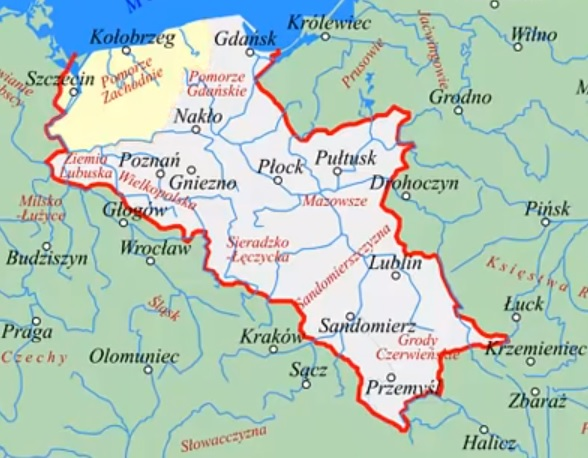 M
Kołobrzeg
Gdańsk
Królewiec
Wilno
Szczecin
Pomorze
Zachodnie
Pomorze
Gdańskie
Prusowie
Jaćwingowie
Grodno
Nakło
Ziemia
Lubuska
Poznań
Gniezno
Płock
Pułtusk
Drohoczyn
Wielkopolska
Mazowsze
Milsko
-Łużyce
Głogów
Pińsk
Budziszyn
Wrocław
Sieradzko
-Łęczycka
Sandomierszczyzna
Lublin
Księstwa R
Śląsk
Łuck
Praga
Sandomierz
Czechy
Ołomuniec
Kraków
Grody
Czerwieńskie
Krzemieniec
Sącz
Przemyśl
Zbaraż
Słowaczczyzna
Halicz